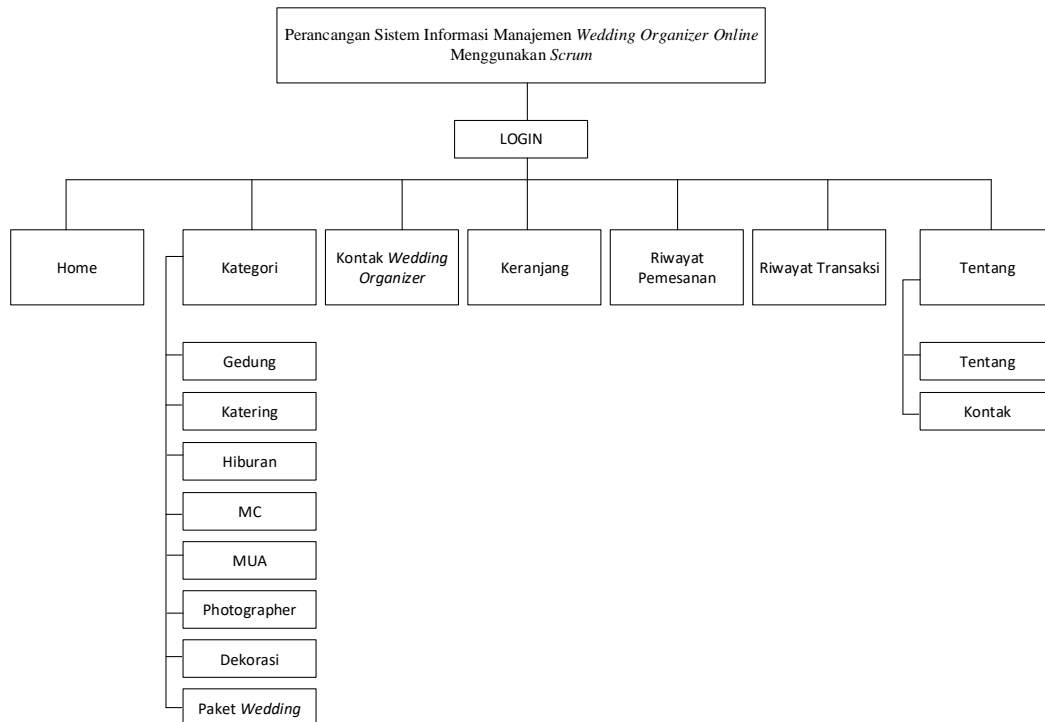 Perancangan Sistem Informasi Manajemen Wedding Organizer Online
Menggunakan Scrum
LOGIN
Home
Kategori
Kontak Wedding
Organizer
Keranjang
Riwayat
Pemesanan
Riwayat Transaksi
Tentang
Gedung
Katering
Hiburan
MC
MUA
Photographer
Dekorasi
Paket Wedding
Tentang
Kontak